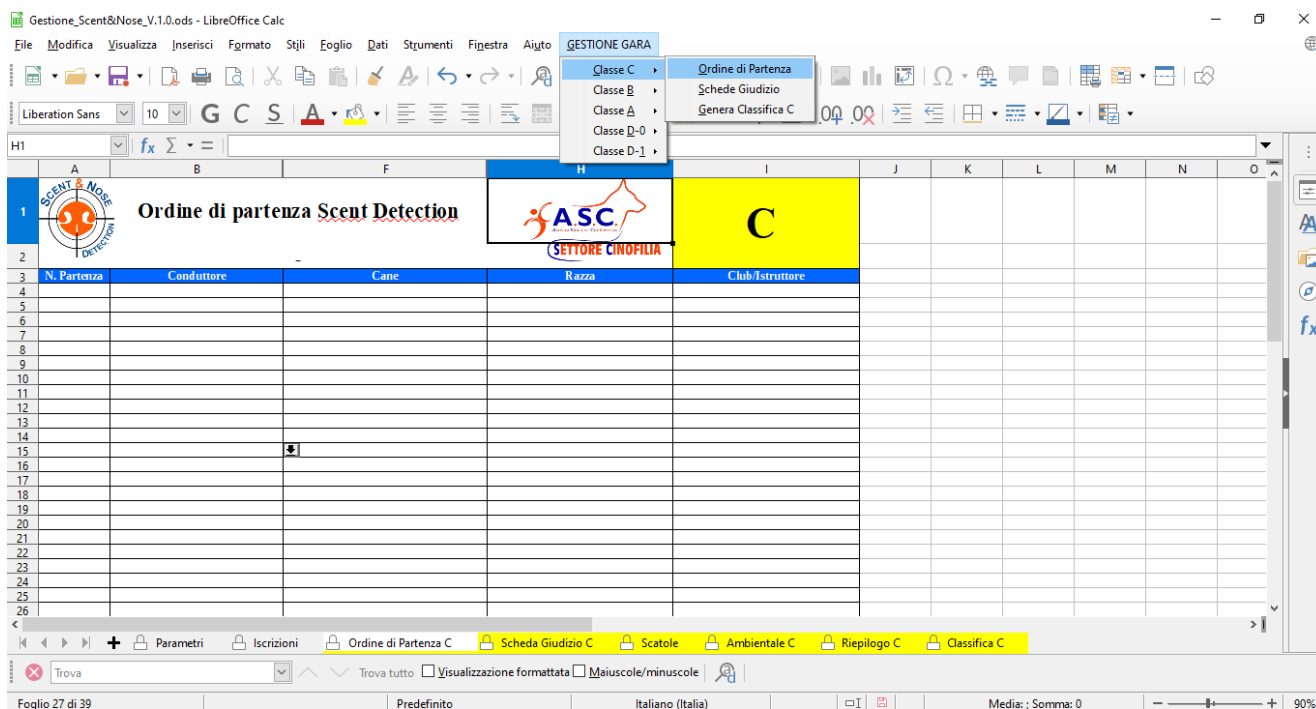 Gestione_Scent&Nose_V.1.0.ods - LibreOffice Calc
File Modifica Visualizza Inserisci Formato Stili Foglio Dati Strumenti Finestra Aiuto GESTIONE GARA
Classe C
Classe B
Classe A
Classe D-0
Classe D-1
Ordine di Partenza
Schede Giudizio
Genera Classifica C
Liberation Sans 10 G C S
H1
A B F H I J K L M N O
SCENT & NOSE
DETECTION
Ordine di partenza Scent Detection
A.S.C.
SETTORE CINOFILIA
C
N. Partenza Conduttore Cane Razza Club/Istruttore
1
2
3
4
5
6
7
8
9
10
11
12
13
14
15
16
17
18
19
20
21
22
23
24
25
26
Parametri Iscrizioni Ordine di Partenza C Scheda Giudizio C Scatole Ambientale C Riepilogo C Classifica C
Trova Trova tutto Visualizzazione formattata Maiuscole/minuscole
Foglio 27 di 39 Predefinito Italiano (Italia) Media: ; Somma: 0 90%